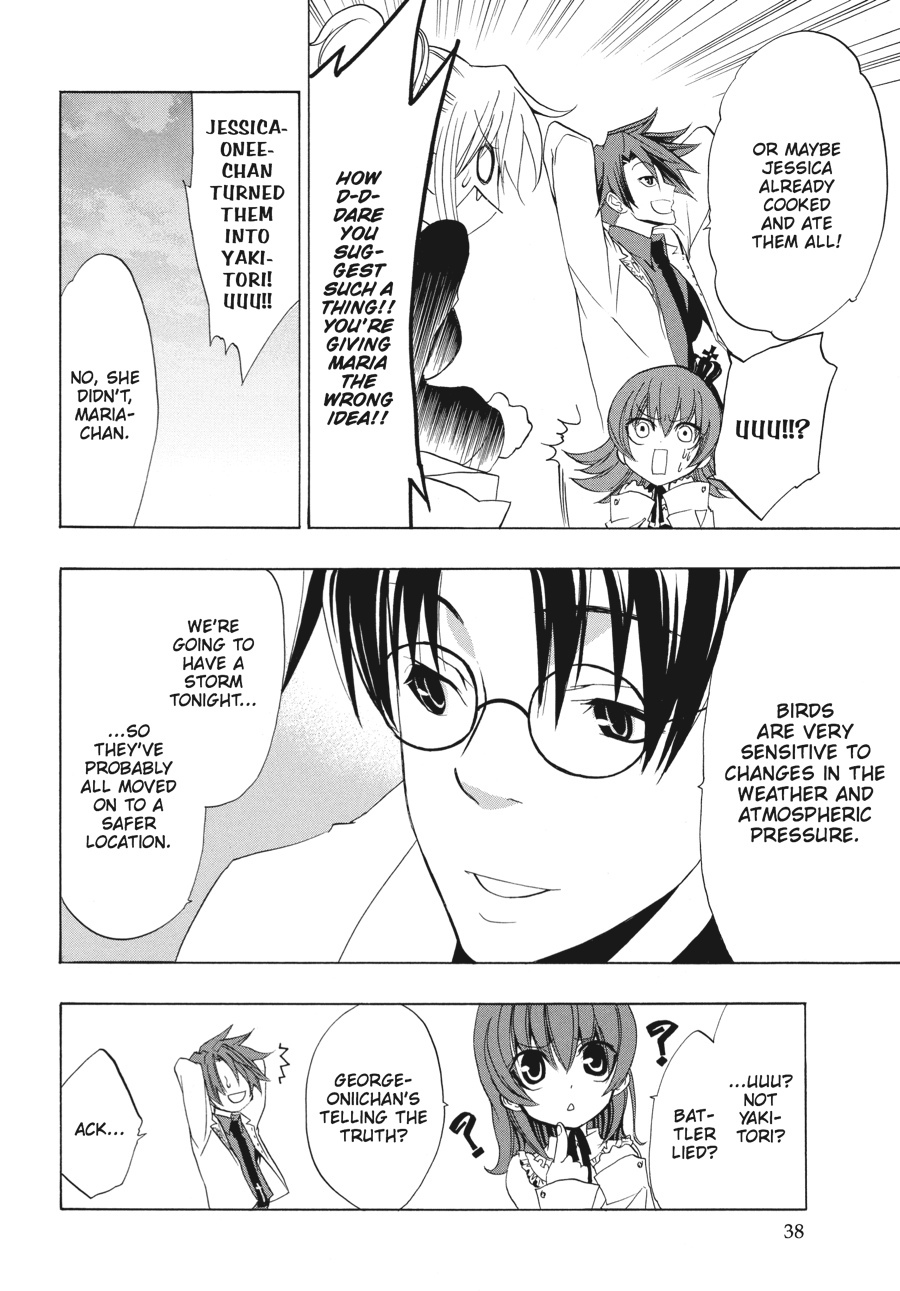 OR MAYBE
JESSICA
ALREADY
COOKED
AND ATE
THEM ALL!
UUU!!?
HOW
D-D-
DARE
YOU
SUG-
GEST
SUCH A
THING!!
YOU'RE
GIVING
MARIA
THE
WRONG
IDEA!!
JESSICA-
ONEE-
CHAN
TURNED
THEM
INTO
YAKI-
TORI!
UUU!!
NO, SHE
DIDN'T,
MARIA-
CHAN.
BIRDS
ARE VERY
SENSITIVE TO
CHANGES IN THE
WEATHER AND
ATMOSPHERIC
PRESSURE.
WE'RE
GOING TO
HAVE A
STORM
TONIGHT...
...SO
THEY'VE
PROBABLY
ALL MOVED
ON TO A
SAFER
LOCATION.
...UUU?
NOT
YAKI-
TORI?
BAT-
TLER
LIED?
?
?
GEORGE-
ONIICHAN'S
TELLING THE
TRUTH?
ACK...
38